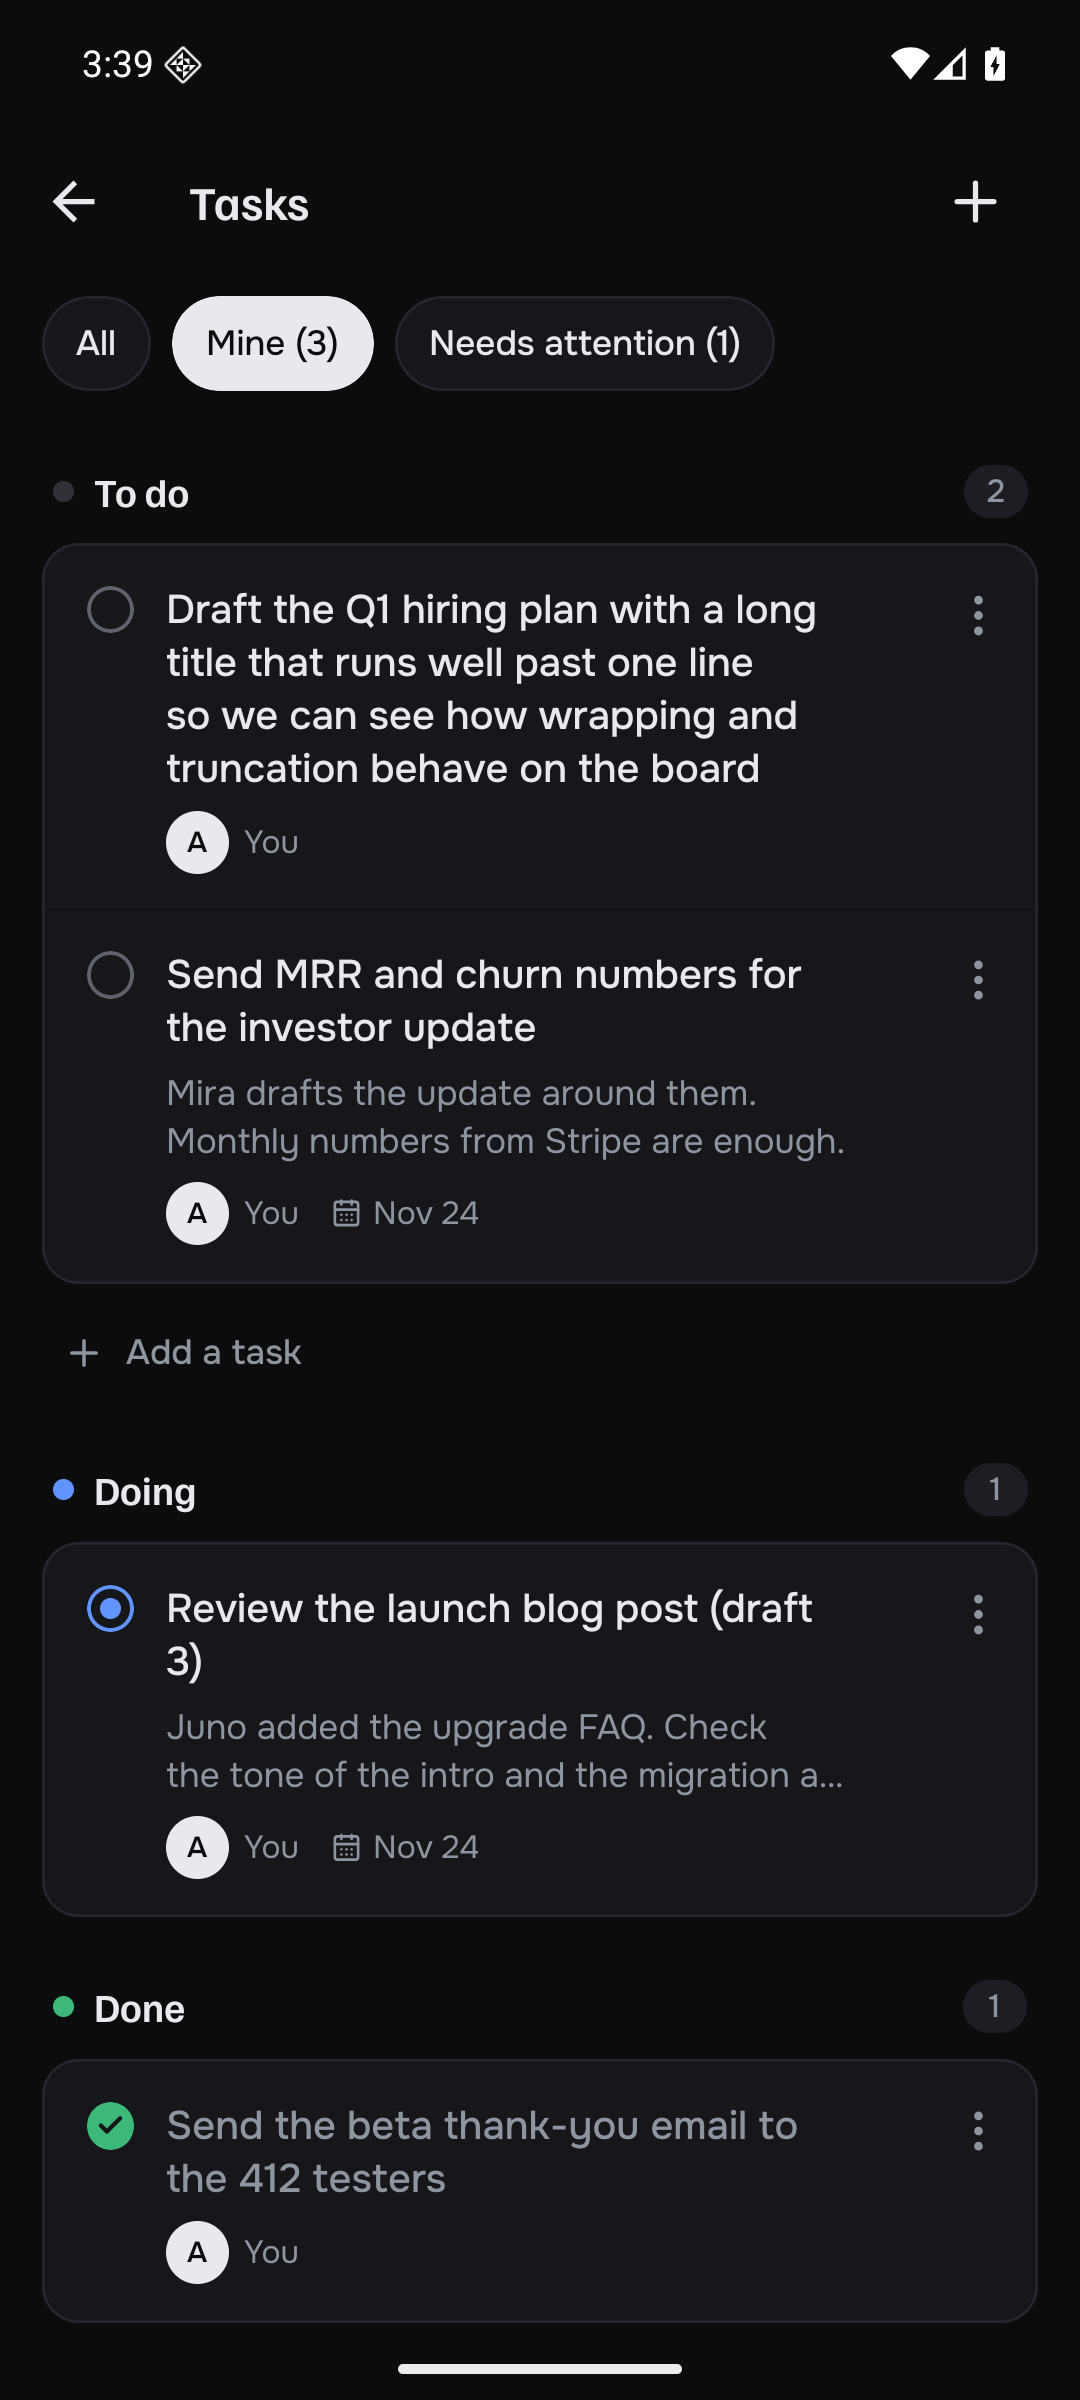 3:39
Tasks
All
Mine (3)
Needs attention (1)
To do
2
Draft the Q1 hiring plan with a long
title that runs well past one line
so we can see how wrapping and
truncation behave on the board
A You
Send MRR and churn numbers for
the investor update
Mira drafts the update around them.
Monthly numbers from Stripe are enough.
A You Nov 24
Add a task
Doing
1
Review the launch blog post (draft
3)
Juno added the upgrade FAQ. Check
the tone of the intro and the migration a...
A You Nov 24
Done
1
Send the beta thank-you email to
the 412 testers
A You